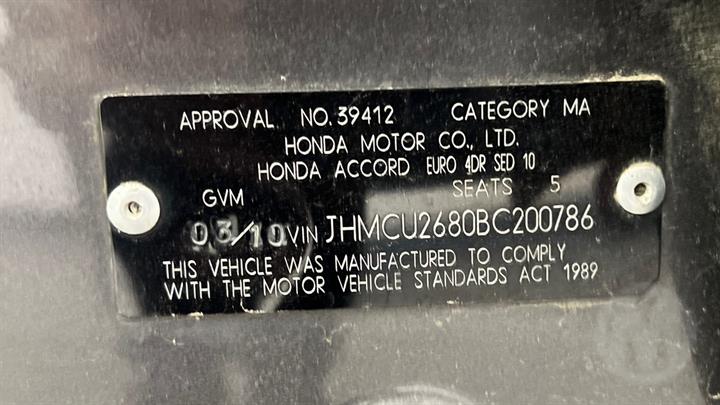 APPROVAL NO. 39412 CATEGORY MA
HONDA MOTOR CO., LTD.
HONDA ACCORD EURO 4DR SED 10
GVM SEATS 5
03/10 VIN JHMCU2680BC200786
THIS VEHICLE WAS MANUFACTURED TO COMPLY
WITH THE MOTOR VEHICLE STANDARDS ACT 1989